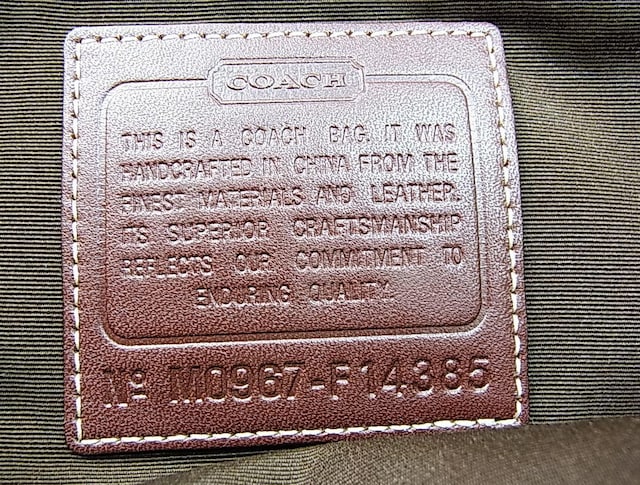 COACH
THIS IS A COACH BAG. IT WAS
HANDCRAFTED IN CHINA FROM THE
FINEST MATERIALS AND LEATHER.
ITS SUPERIOR CRAFTSMANSHIP
REFLECTS OUR COMMITMENT TO
ENDURING QUALITY.
Nº M0967-F14385